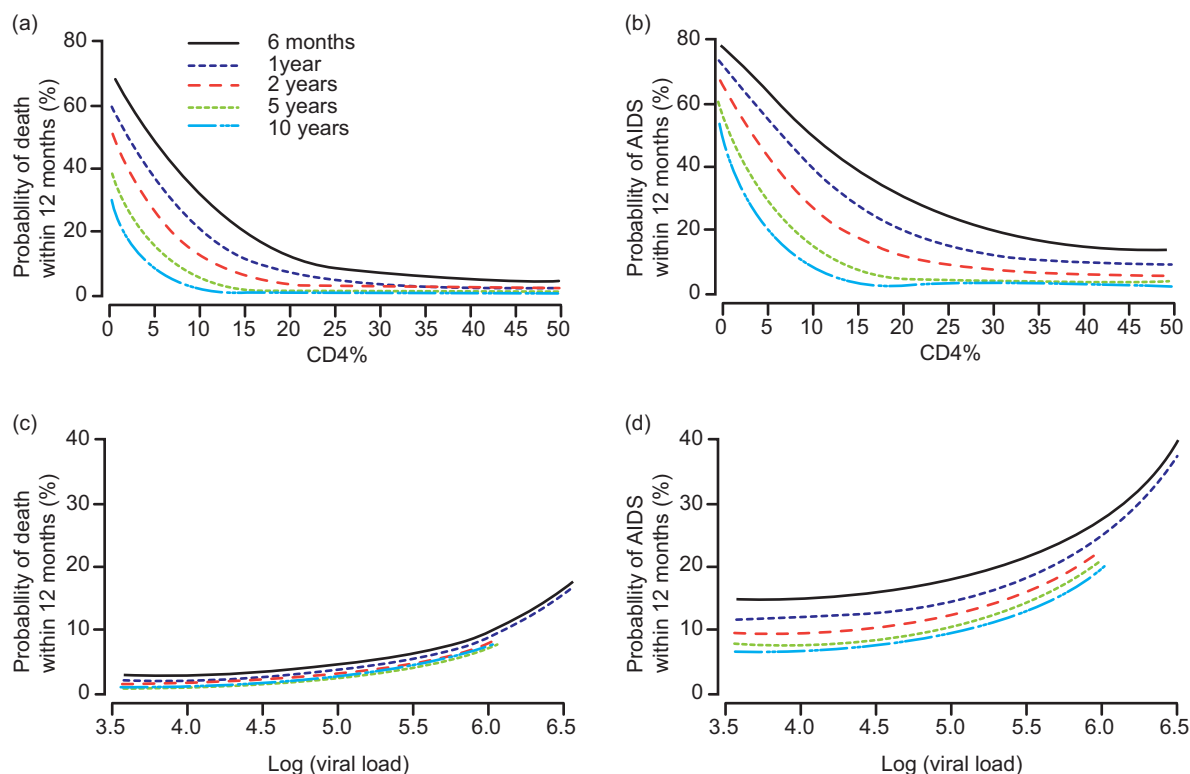 (a)
80
60
40
20
0
Probabllity of death
within 12 months (%)
6 months
1year
2 years
5 years
10 years
0 5 10 15 20 25 30 35 40 45 50
CD4%
(b)
80
60
40
20
0
Probabllity of AIDS
within 12 months (%)
0 5 10 15 20 25 30 35 40 45 50
CD4%
(c)
40
30
20
10
0
Probabllity of death
within 12 months (%)
3.5 4.0 4.5 5.0 5.5 6.0 6.5
Log (viral load)
(d)
40
30
20
10
0
Probabllity of AIDS
within 12 months (%)
3.5 4.0 4.5 5.0 5.5 6.0 6.5
Log (viral load)